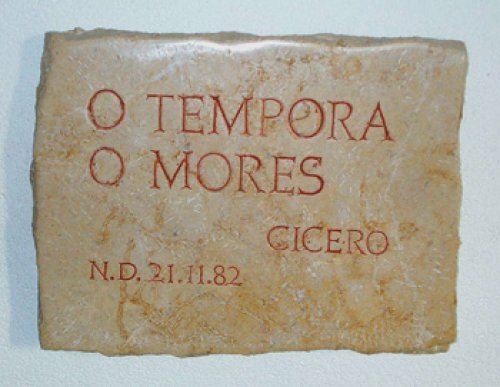 O TEMPORA
O MORES
CICERO
N.D. 21.11.82